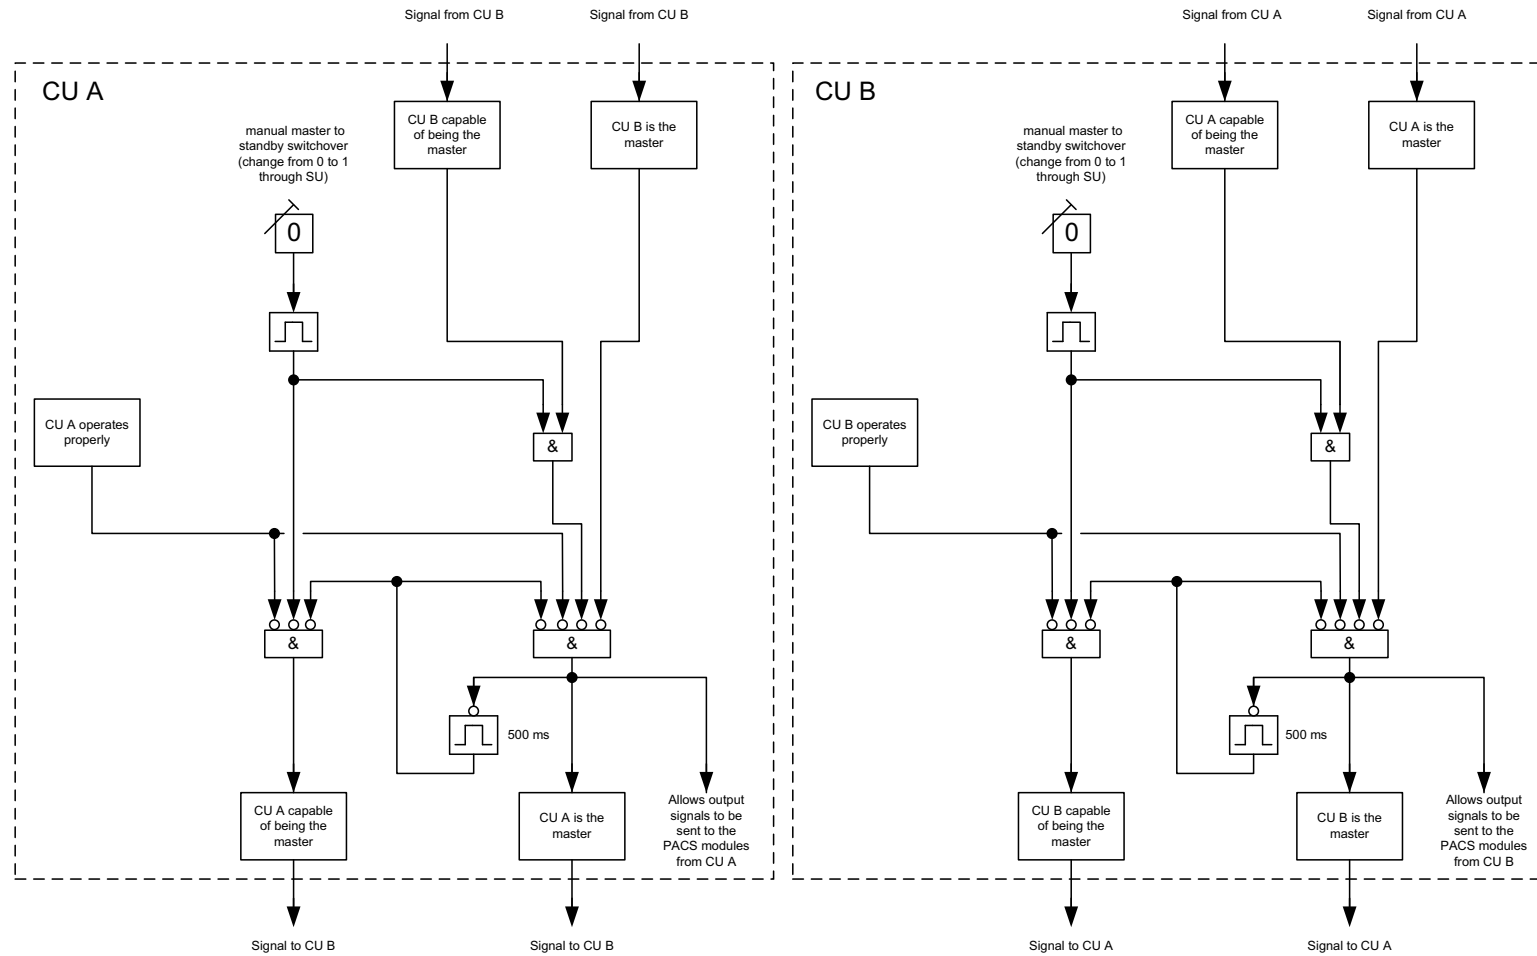 Signal from CU B
Signal from CU B
Signal from CU A
Signal from CU A
CU A
manual master to
standby switchover
(change from 0 to 1
through SU)
0
CU B capable
of being the
master
CU B is the
master
CU A operates
properly
&
&
&
500 ms
CU A capable
of being the
master
CU A is the
master
Allows output
signals to be
sent to the
PACS modules
from CU A
Signal to CU B
Signal to CU B
CU B
manual master to
standby switchover
(change from 0 to 1
through SU)
0
CU A capable
of being the
master
CU A is the
master
CU B operates
properly
&
&
&
500 ms
CU B capable
of being the
master
CU B is the
master
Allows output
signals to be
sent to the
PACS modules
from CU B
Signal to CU A
Signal to CU A